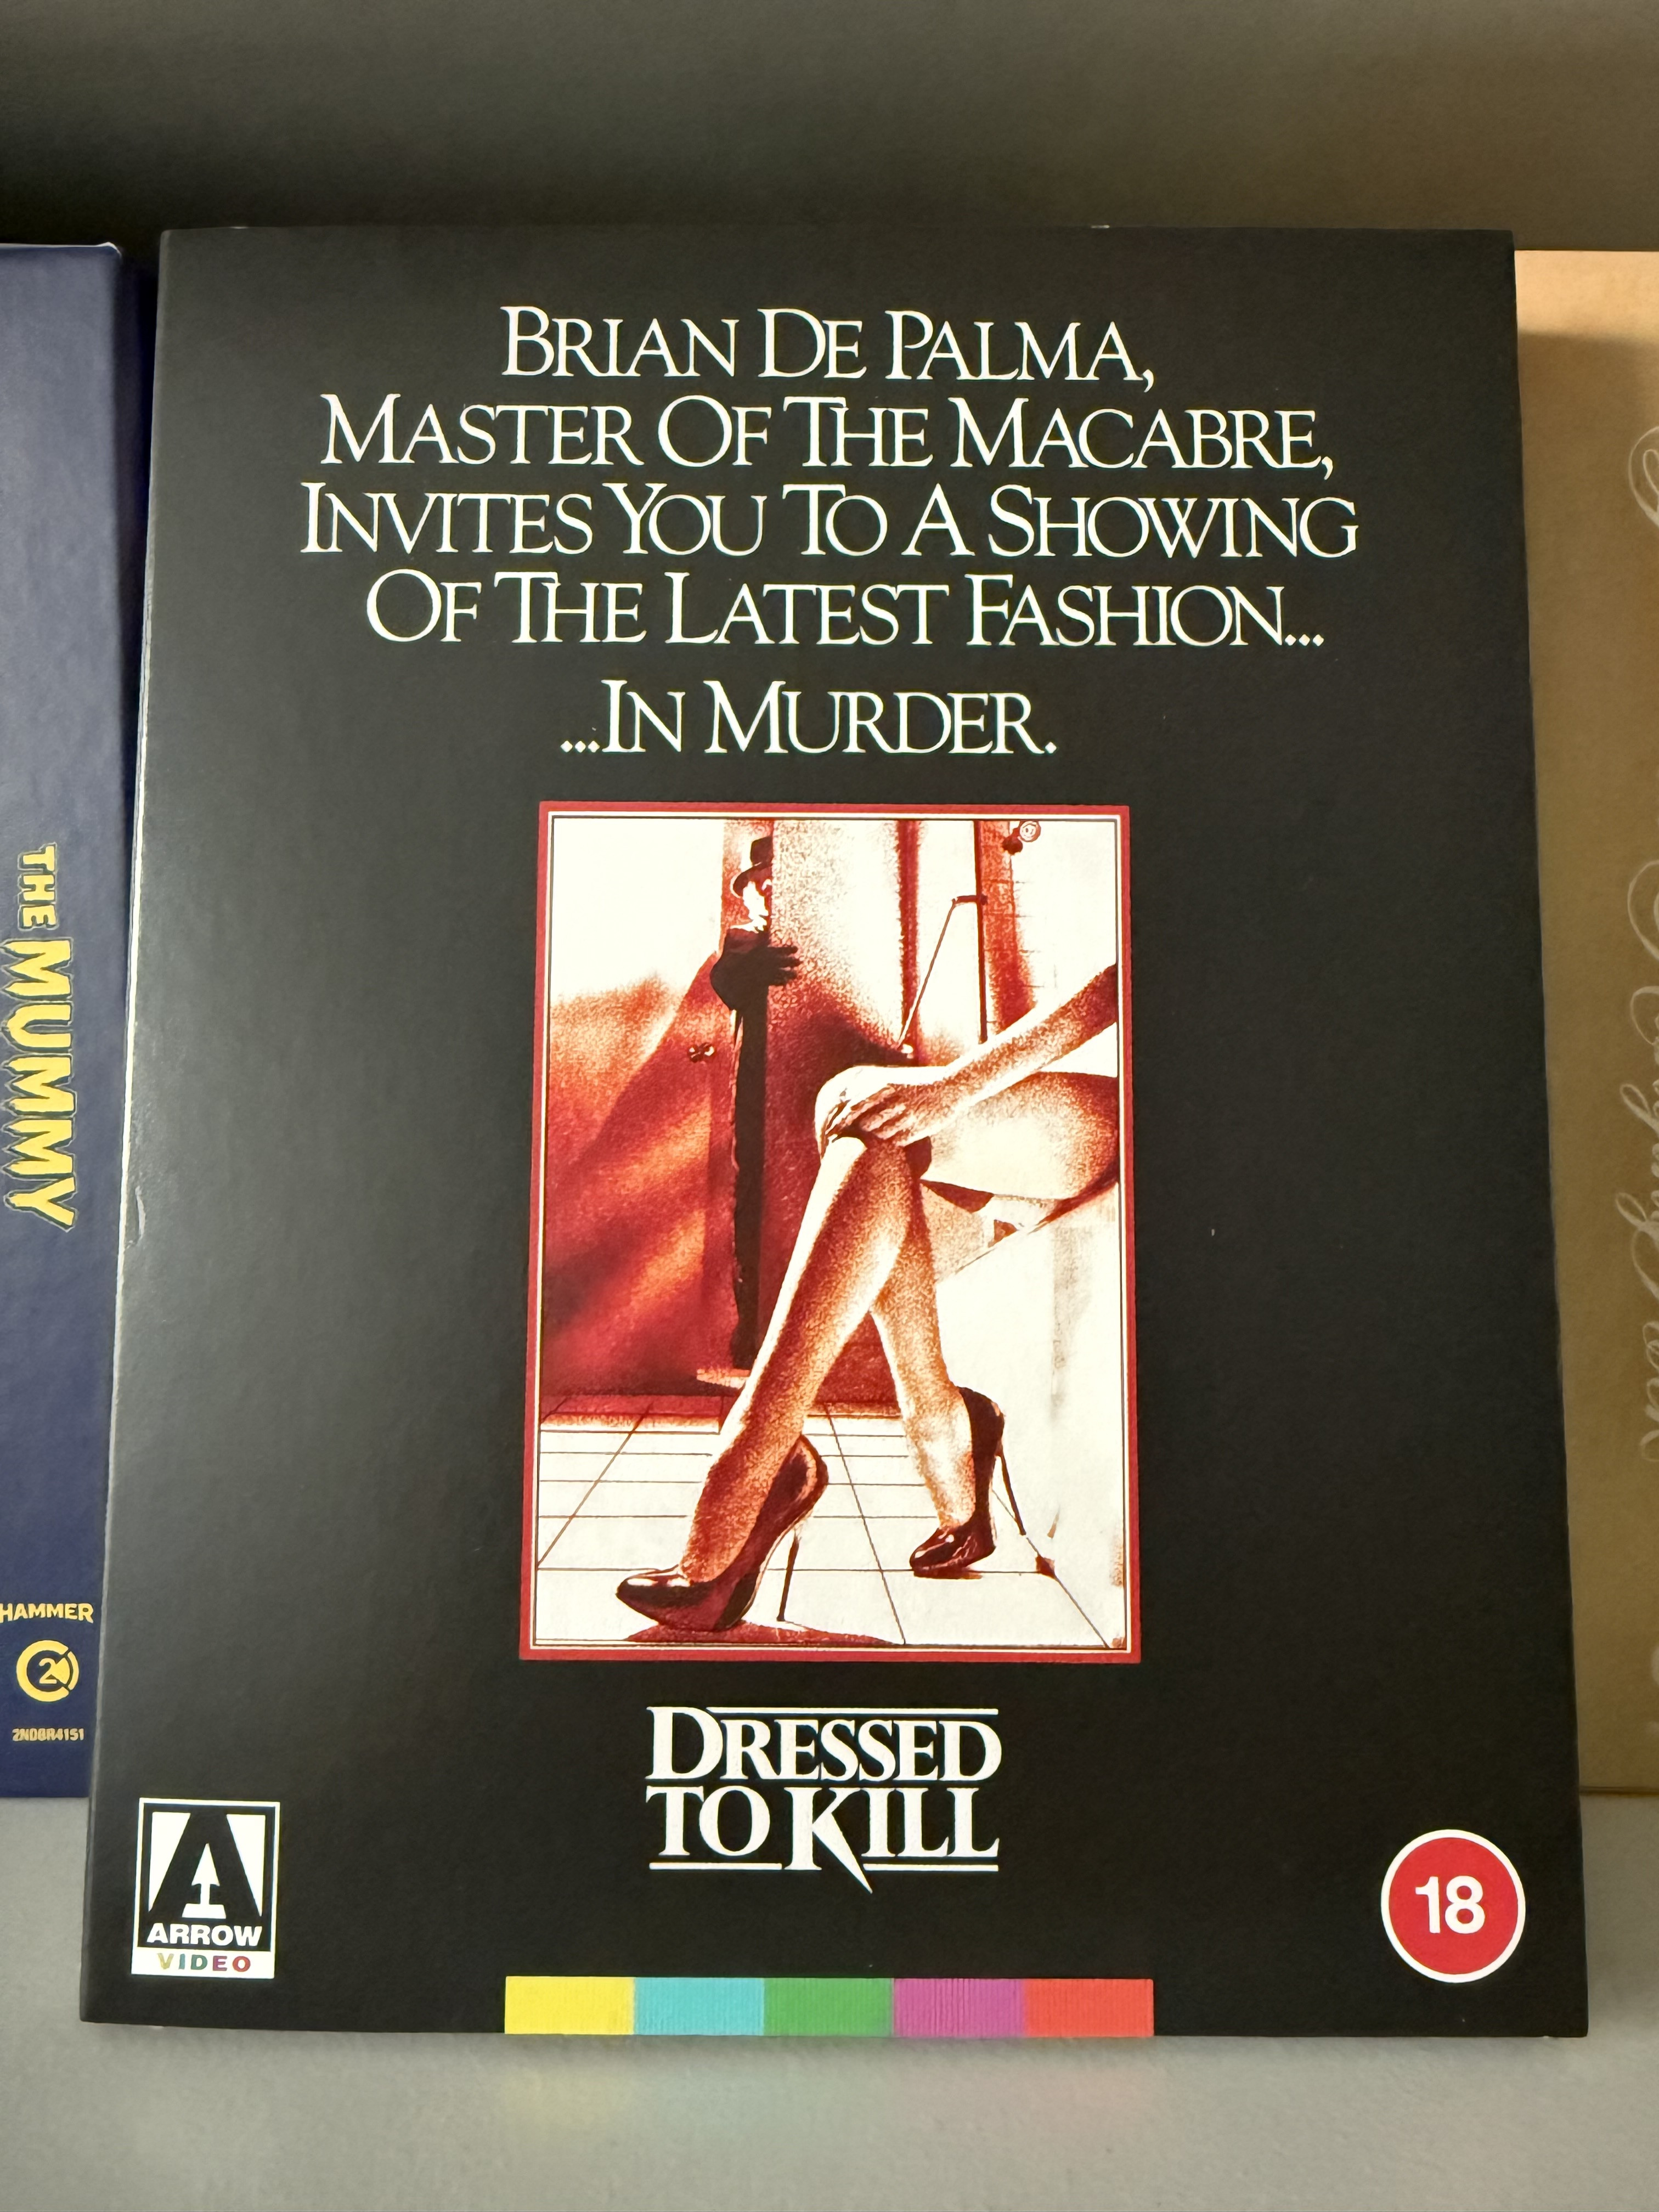 BRIAN DE PALMA,
MASTER OF THE MACABRE,
INVITES YOU TO A SHOWING
OF THE LATEST FASHION...
...IN MURDER.
DRESSED
TO KILL
ARROW
VIDEO
18
THE MUMMY
HAMMER
2
2NDBR4151